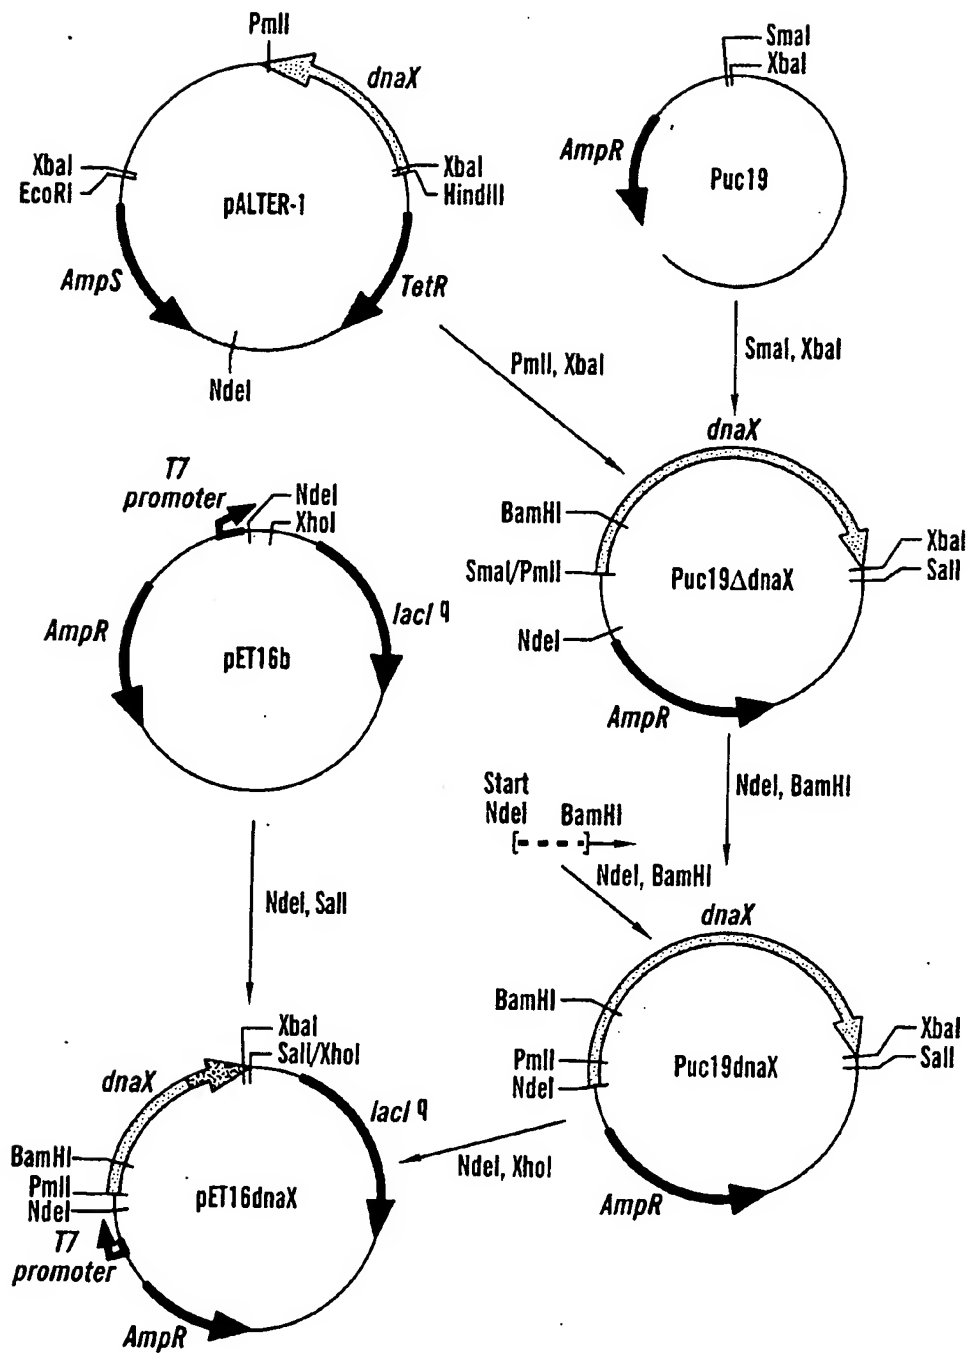 PmlI
dnaX
XbaI
EcoRI
XbaI
HindIII
pALTER-1
AmpS
TetR
NdeI
SmaI
XbaI
AmpR
Puc19
PmlI, XbaI
SmaI, XbaI
T7
promoter
NdeI
XhoI
AmpR
lacI q
pET16b
dnaX
BamHI
SmaI/PmlI
XbaI
SalI
Puc19ΔdnaX
NdeI
AmpR
NdeI, BamHI
Start
NdeI
BamHI
NdeI, BamHI
NdeI, SalI
dnaX
BamHI
PmlI
NdeI
XbaI
SalI
Puc19dnaX
AmpR
NdeI, XhoI
XbaI
SalI/XhoI
dnaX
lacI q
BamHI
PmlI
NdeI
pET16dnaX
T7
promoter
AmpR